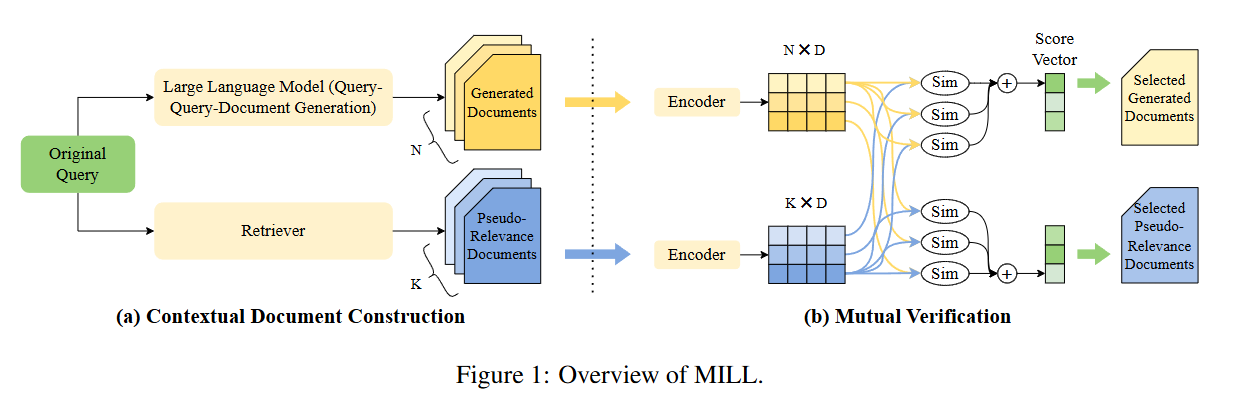 Original
Query
Large Language Model (Query-
Query-Document Generation)
Retriever
Generated
Documents
N
Pseudo-
Relevance
Documents
K
(a) Contextual Document Construction
Encoder
N × D
Sim
Sim
Sim
+
Score
Vector
Selected
Generated
Documents
Encoder
K × D
Sim
Sim
Sim
+
Selected
Pseudo-
Relevance
Documents
(b) Mutual Verification
Figure 1: Overview of MILL.